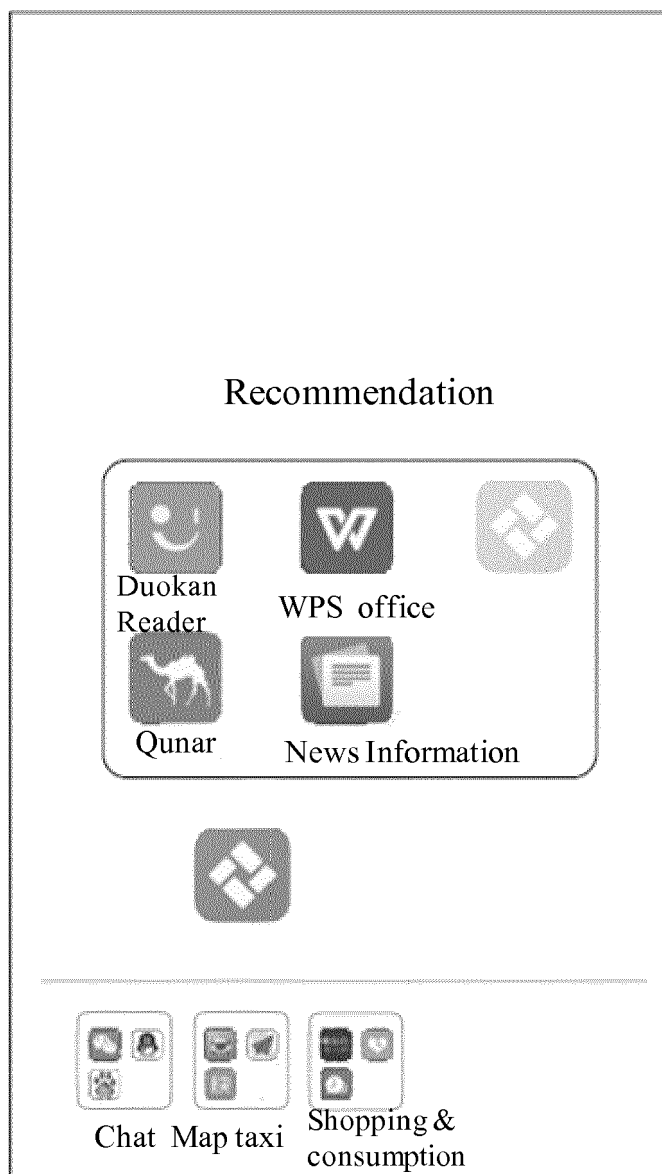 Recommendation
Duokan
Reader
WPS office
Qunar
News Information
Chat
Map taxi
Shopping &
consumption